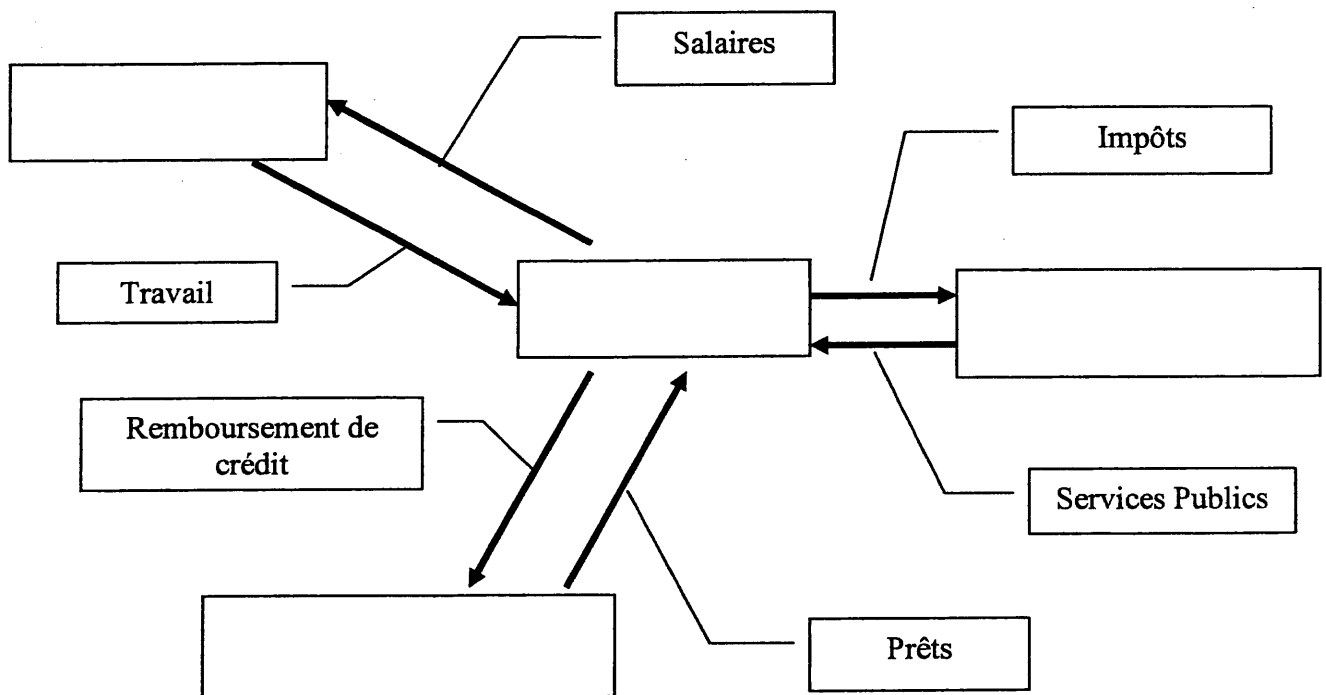 Salaires
Impôts
Travail
Remboursement de
crédit
Services Publics
Prêts